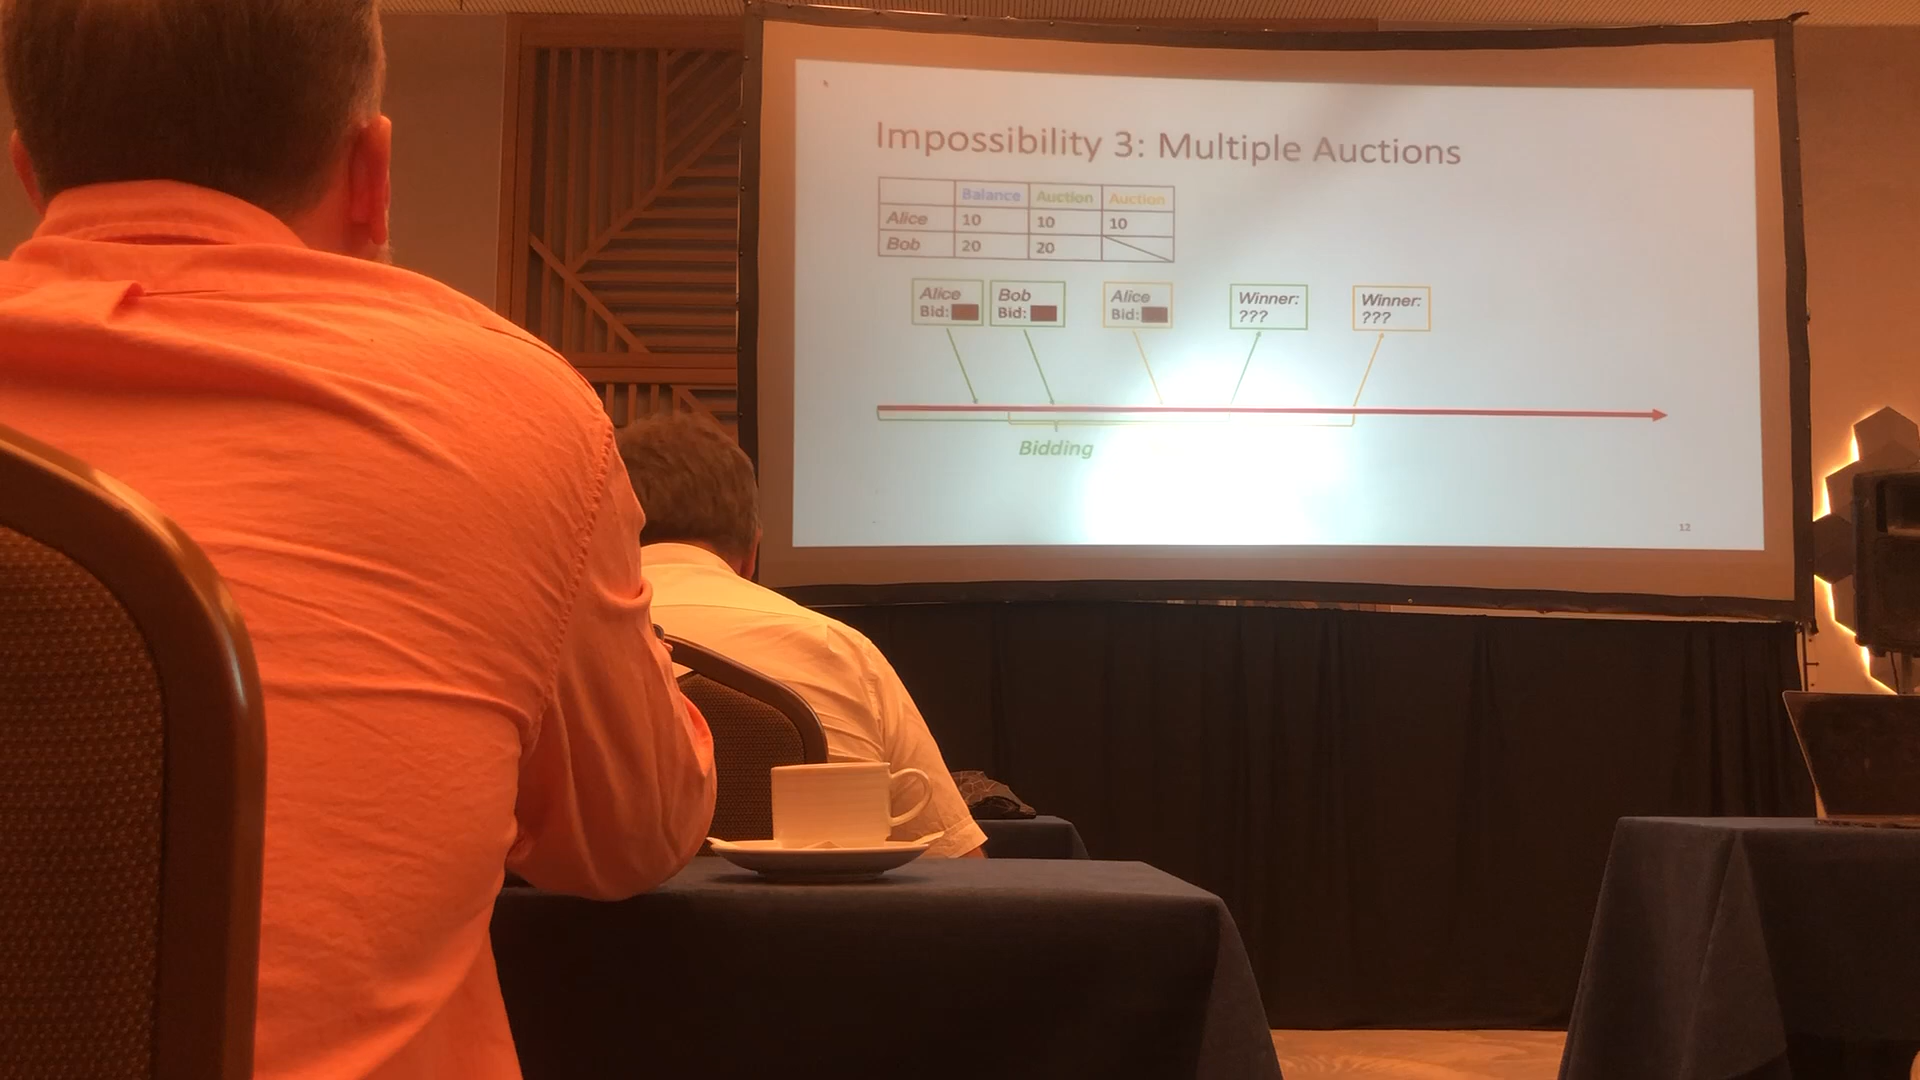 Impossibility 3: Multiple Auctions
Balance Auction Auction
Alice 10 10 10
Bob 20 20
Alice
Bid:
Bob
Bid:
Alice
Bid:
Winner:
???
Winner:
???
Bidding
12